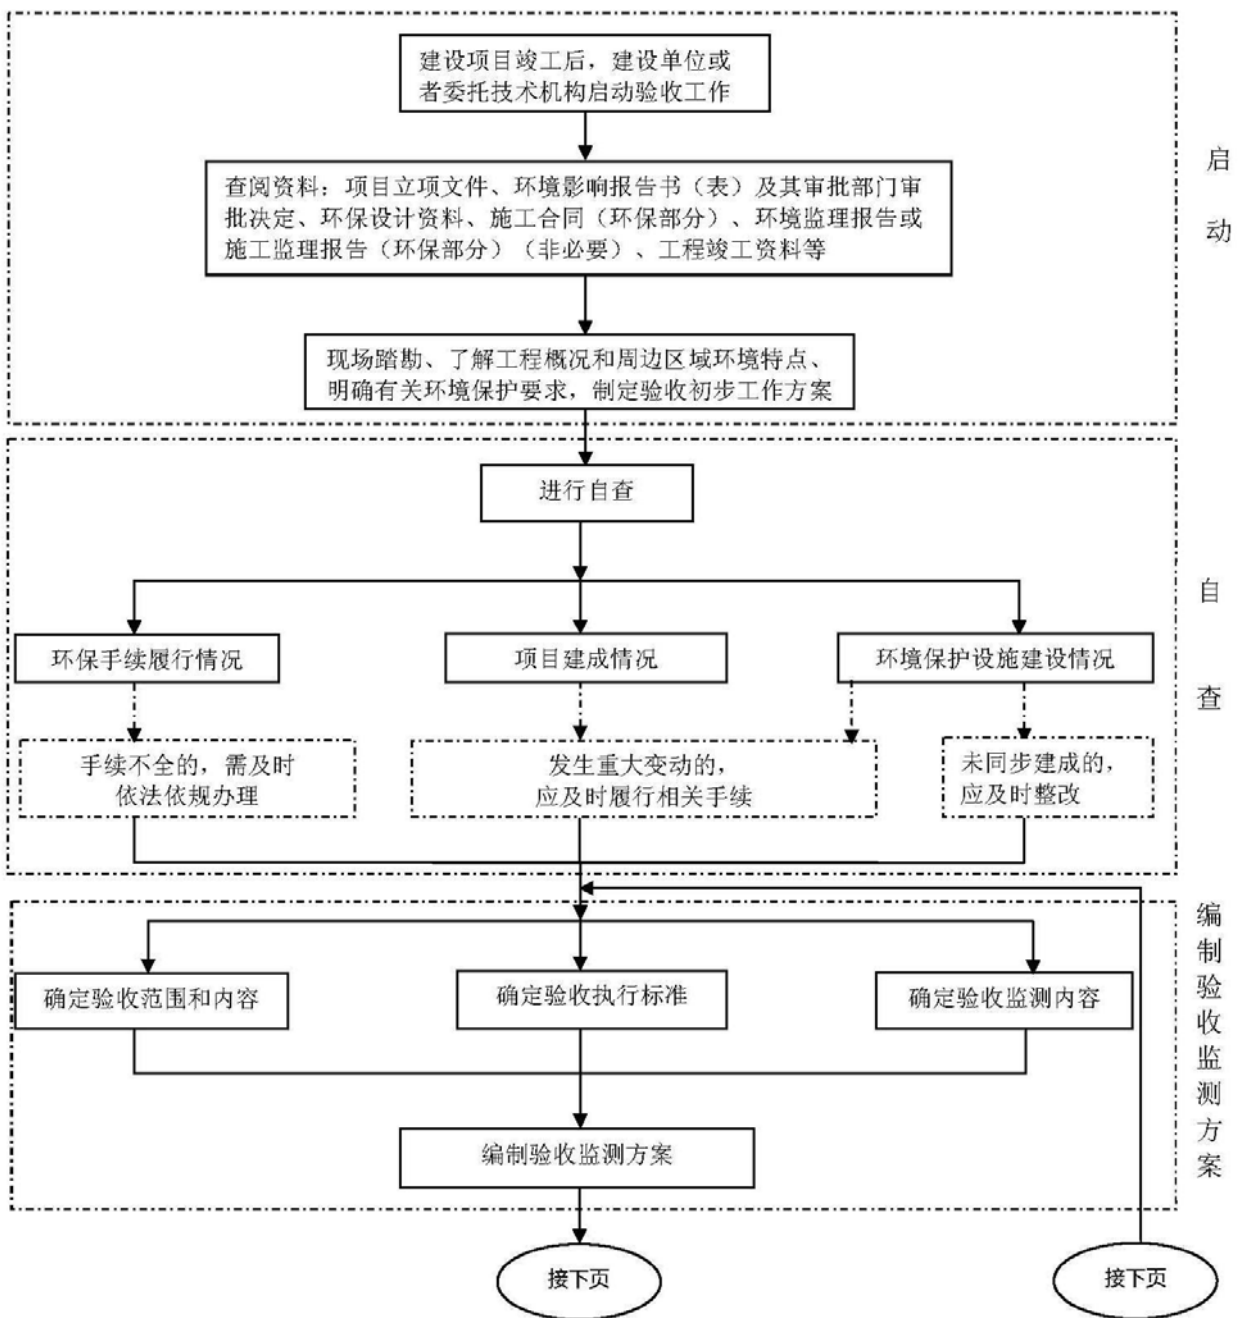 建设项目竣工后，建设单位或
者委托技术机构启动验收工作
启动
查阅资料：项目立项文件、环境影响报告书（表）及其审批部门审
批决定、环保设计资料、施工合同（环保部分）、环境监理报告或
施工监理报告（环保部分）（非必要）、工程竣工资料等
现场踏勘、了解工程概况和周边区域环境特点、
明确有关环境保护要求，制定验收初步工作方案
进行自查
自查
环保手续履行情况
项目建成情况
环境保护设施建设情况
手续不全的，需及时
依法依规办理
发生重大变动的，
应及时履行相关手续
未同步建成的，
应及时整改
编制验收监测方案
确定验收范围和内容
确定验收执行标准
确定验收监测内容
编制验收监测方案
接下页
接下页